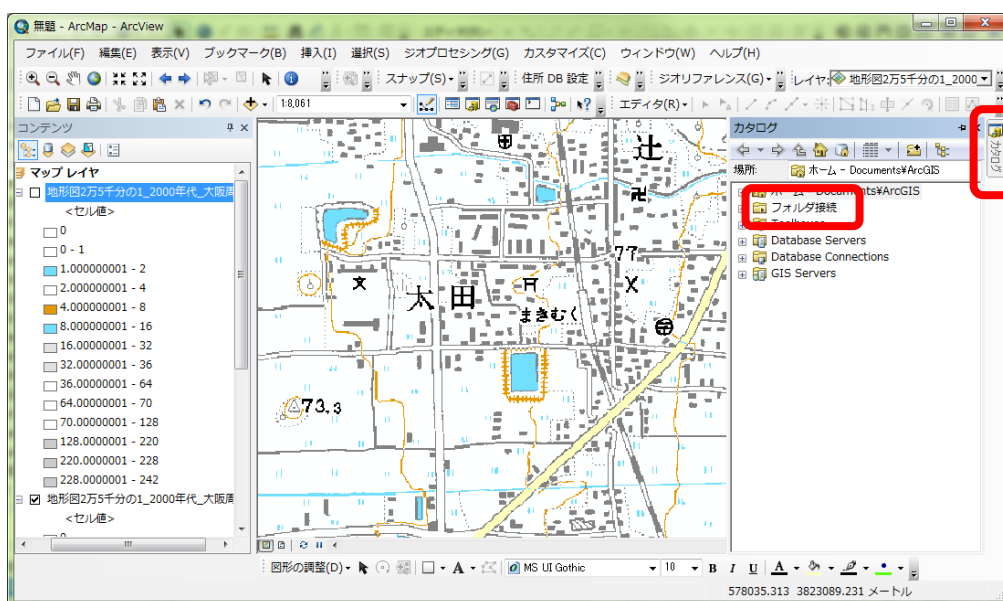 無題 - ArcMap - ArcView
ファイル(F) 編集(E) 表示(V) ブックマーク(B) 挿入(I) 選択(S) ジオプロセシング(G) カスタマイズ(C) ウィンドウ(W) ヘルプ(H)
スナップ(S) 住所 DB 設定 ジオリファレンス(G) レイヤ: 地形図2万5千分の1_2000
1:8,061 エディタ(R)
コンテンツ
マップ レイヤ
地形図2万5千分の1_2000年代_大阪周
<セル値>
0
0 - 1
1.000000001 - 2
2.000000001 - 4
4.000000001 - 8
8.000000001 - 16
16.00000001 - 32
32.00000001 - 36
36.00000001 - 64
64.00000001 - 70
70.00000001 - 128
128.0000001 - 220
220.0000001 - 228
228.0000001 - 242
地形図2万5千分の1_2000年代_大阪周
<セル値>
辻
77
太田
まきむく
73.3
カタログ
場所: ホーム - Documents¥ArcGIS
ホーム - Documents¥ArcGIS
フォルダ接続
Toolboxes
Database Servers
Database Connections
GIS Servers
カタログ
図形の調整(D) A MS UI Gothic 10 B I U A
578035.313 3823089.231 メートル